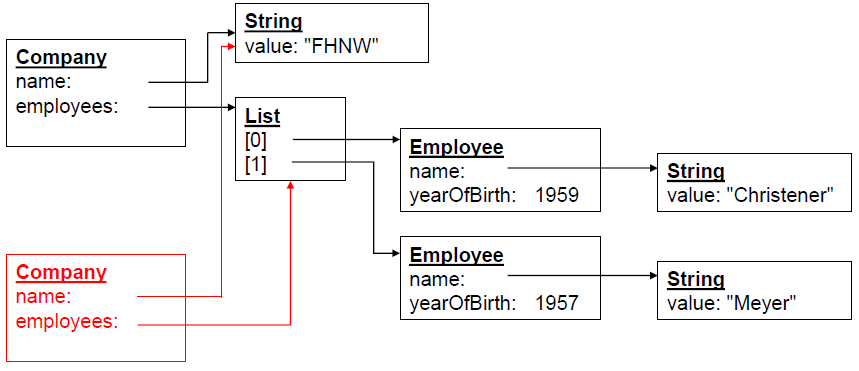 String
value: "FHNW"
Company
name:
employees:
List
[0]
[1]
Employee
name:
yearOfBirth: 1959
String
value: "Christener"
Employee
name:
yearOfBirth: 1957
String
value: "Meyer"
Company
name:
employees: